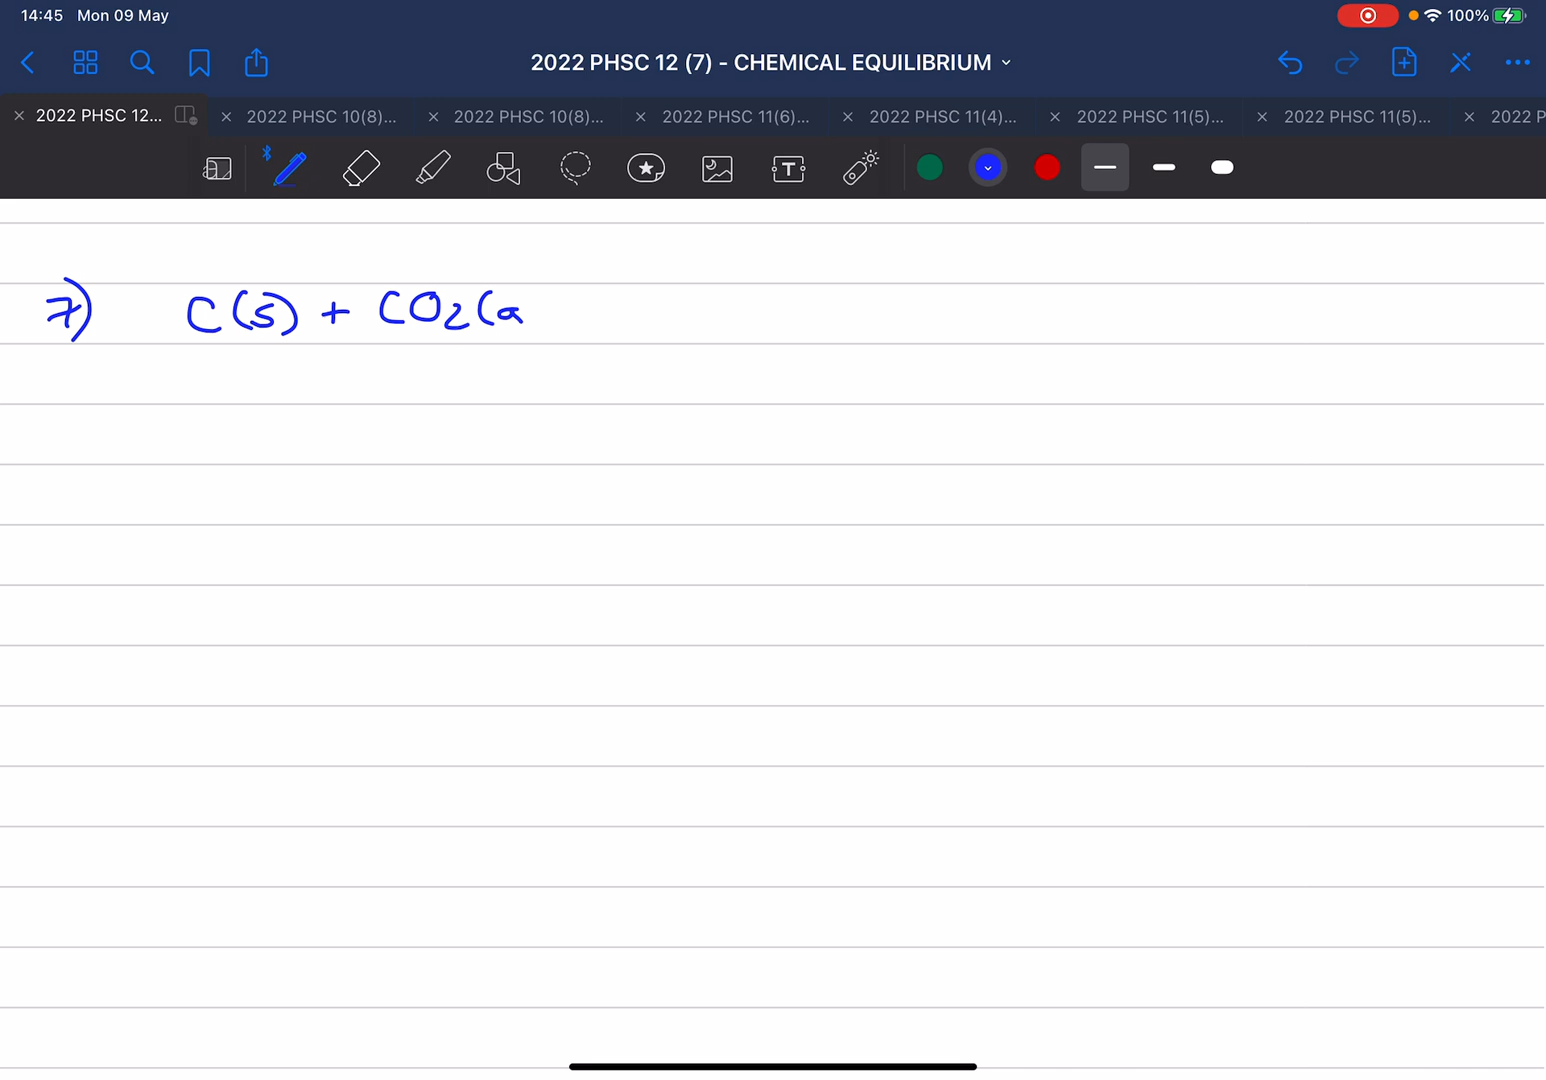 14:45 Mon 09 May 100%
2022 PHSC 12 (7) - CHEMICAL EQUILIBRIUM
2022 PHSC 12... 2022 PHSC 10(8)... 2022 PHSC 10(8)... 2022 PHSC 11(6)... 2022 PHSC 11(4)... 2022 PHSC 11(5)... 2022 PHSC 11(5)... 2022 P
T
7) C(s) + CO2(a